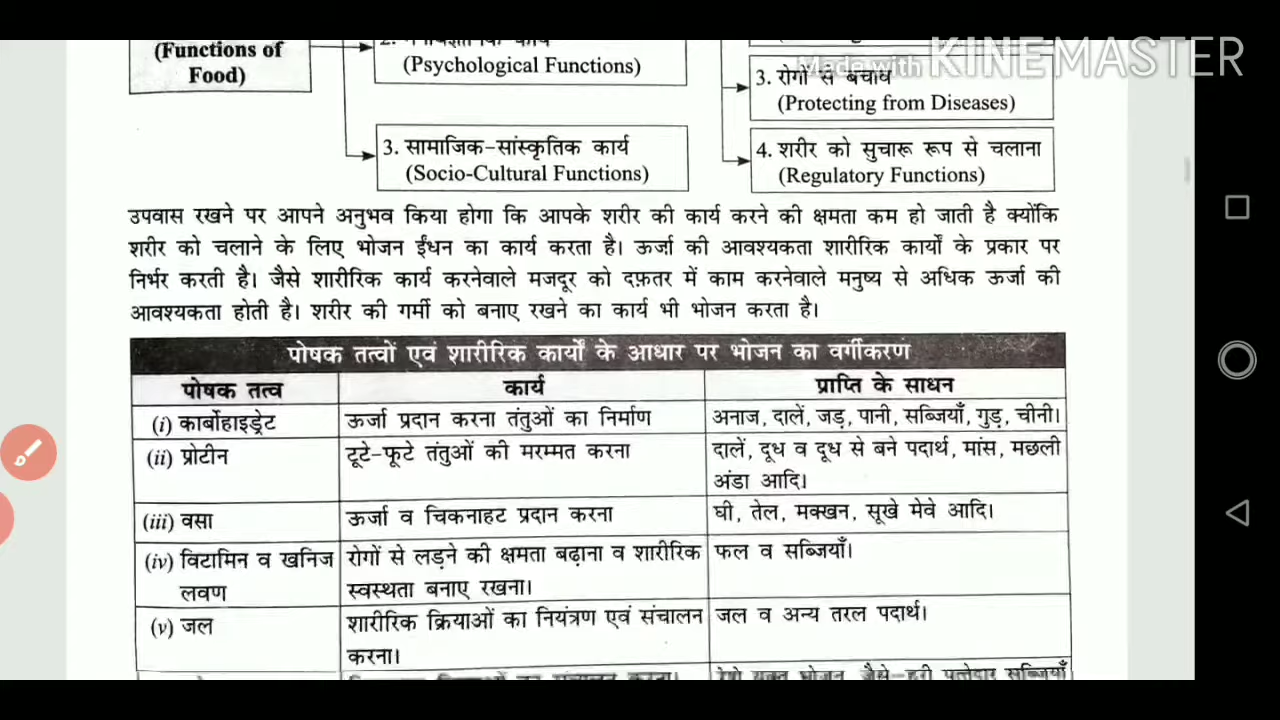 (Functions of
Food)
(Psychological Functions)
3. सामाजिक-सांस्कृतिक कार्य
(Socio-Cultural Functions)
Made with KINEMASTER
3. रोगों से बचाव
(Protecting from Diseases)
4. शरीर को सुचारू रूप से चलाना
(Regulatory Functions)
उपवास रखने पर आपने अनुभव किया होगा कि आपके शरीर की कार्य करने की क्षमता कम हो जाती है क्योंकि
शरीर को चलाने के लिए भोजन ईंधन का कार्य करता है। ऊर्जा की आवश्यकता शारीरिक कार्यों के प्रकार पर
निर्भर करती है। जैसे शारीरिक कार्य करनेवाले मजदूर को दफ़तर में काम करनेवाले मनुष्य से अधिक ऊर्जा की
आवश्यकता होती है। शरीर की गर्मी को बनाए रखने का कार्य भी भोजन करता है।
पोषक तत्वों एवं शारीरिक कार्यों के आधार पर भोजन का वर्गीकरण
पोषक तत्व कार्य प्राप्ति के साधन
(i) कार्बोहाइड्रेट ऊर्जा प्रदान करना तंतुओं का निर्माण अनाज, दालें, जड़, पानी, सब्जियाँ, गुड़, चीनी।
(ii) प्रोटीन टूटे-फूटे तंतुओं की मरम्मत करना दालें, दूध व दूध से बने पदार्थ, मांस, मछली
अंडा आदि।
(iii) वसा ऊर्जा व चिकनाहट प्रदान करना घी, तेल, मक्खन, सूखे मेवे आदि।
(iv) विटामिन व खनिज रोगों से लड़ने की क्षमता बढ़ाना व शारीरिक फल व सब्जियाँ।
लवण स्वस्थता बनाए रखना।
(v) जल शारीरिक क्रियाओं का नियंत्रण एवं संचालन जल व अन्य तरल पदार्थ।
करना।